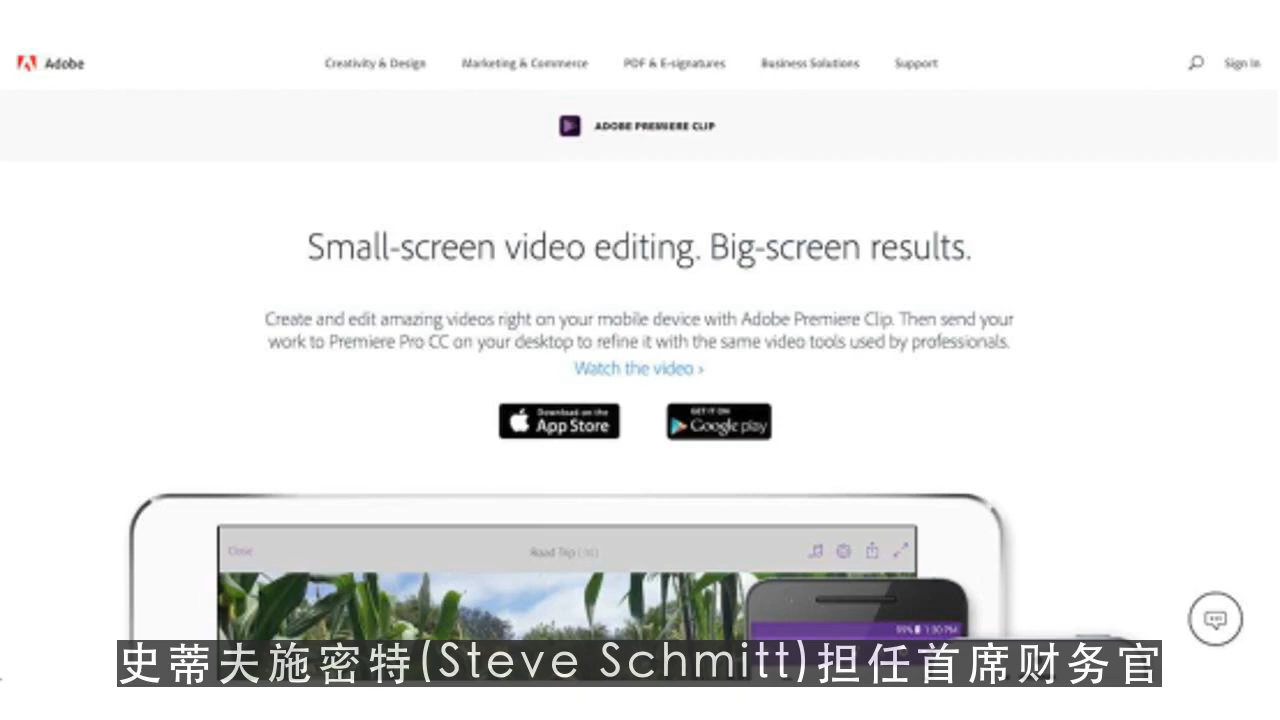 Adobe
Creativity & Design
Marketing & Commerce
PDF & E-signatures
Business Solutions
Support
Sign In
ADOBE PREMIERE CLIP
Small-screen video editing. Big-screen results.
Create and edit amazing videos right on your mobile device with Adobe Premiere Clip. Then send your
work to Premiere Pro CC on your desktop to refine it with the same video tools used by professionals.
Watch the video ›
Download on the
App Store
GET IT ON
Google play
Close
Road Trip
1:30 PM
史蒂夫施密特(Steve Schmitt)担任首席财务官